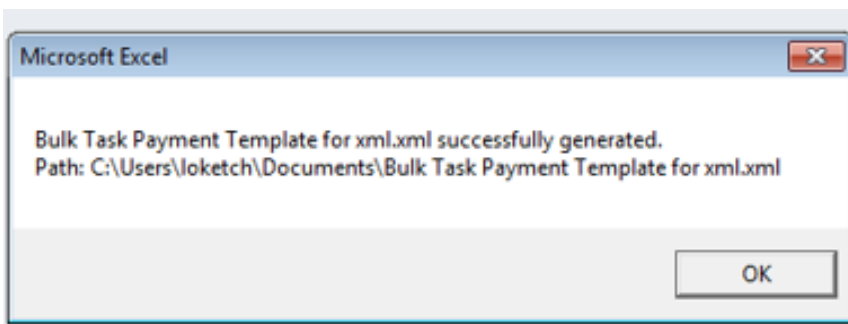 Microsoft Excel
Bulk Task Payment Template for xml.xml successfully generated.
Path: C:\Users\loketch\Documents\Bulk Task Payment Template for xml.xml
OK